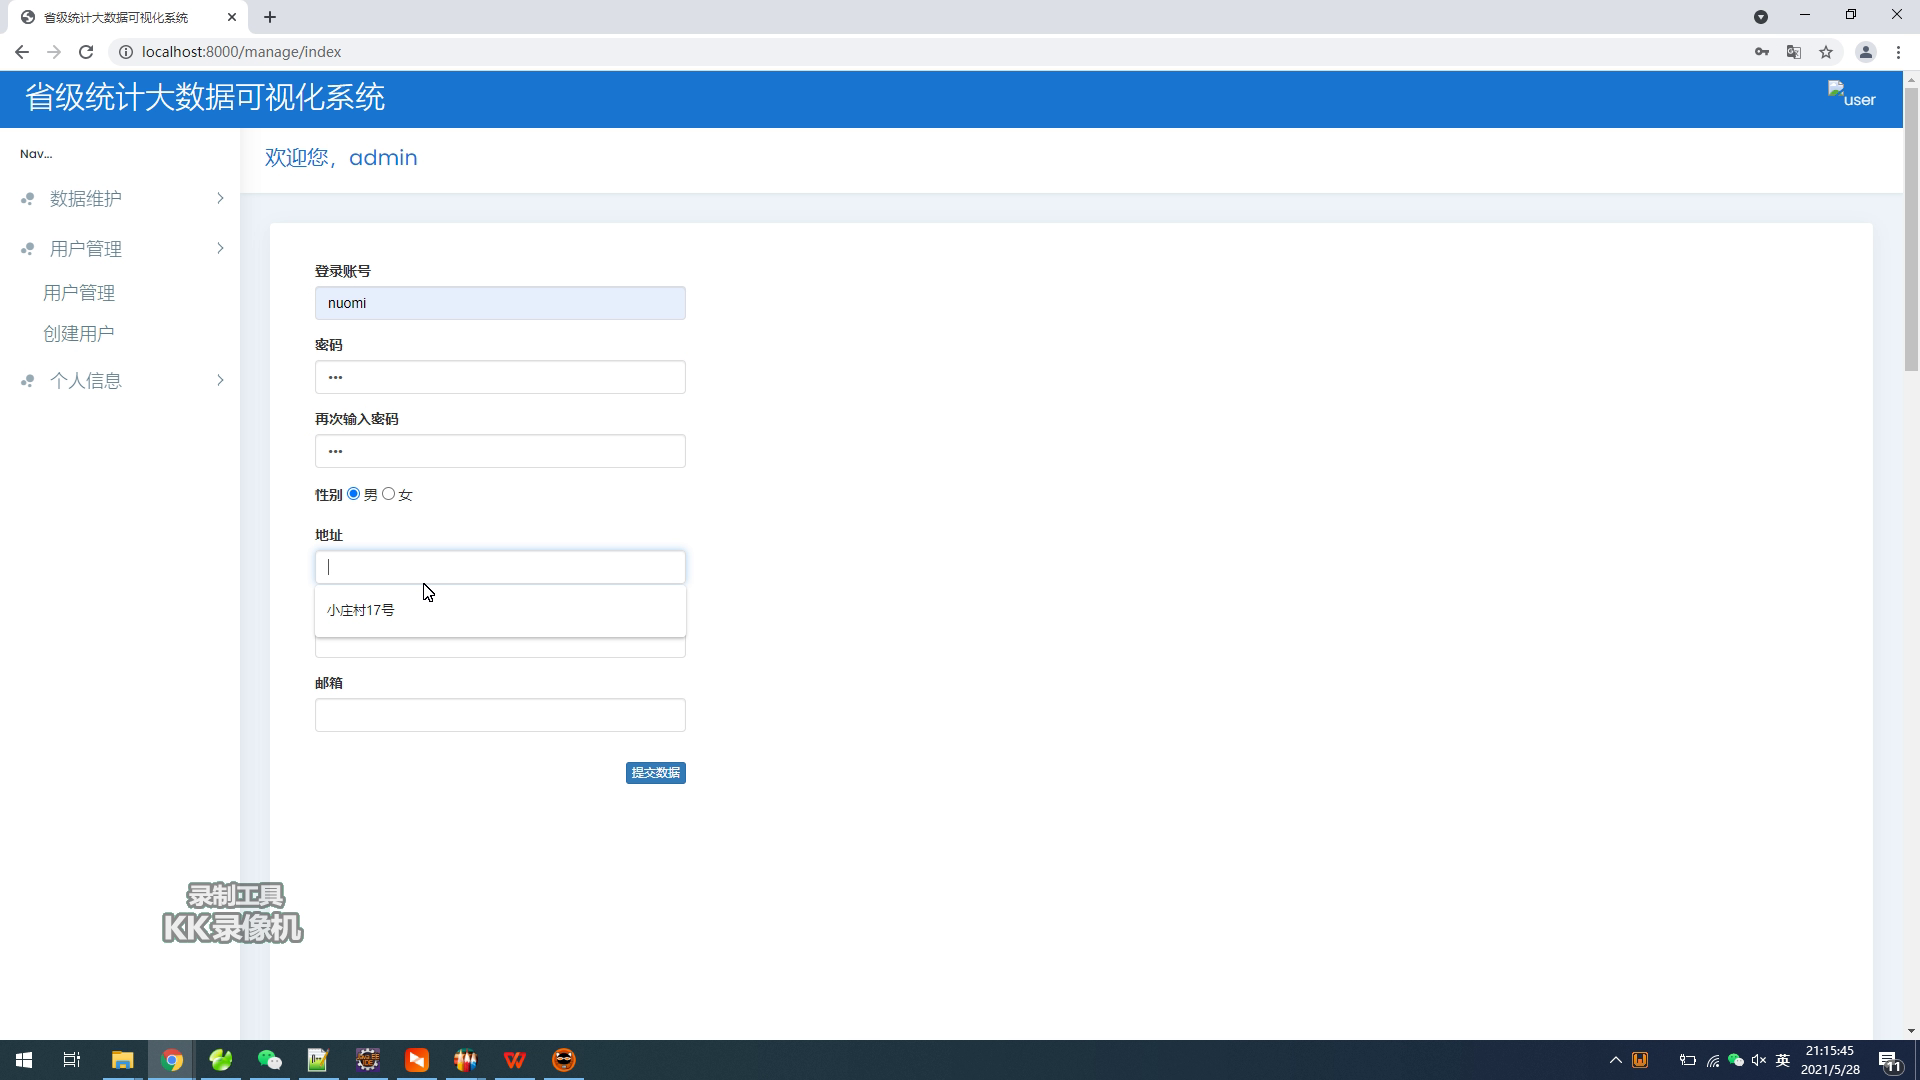 省级统计大数据可视化系统
localhost:8000/manage/index
省级统计大数据可视化系统
user
Nav...
欢迎您，admin
数据维护
用户管理
用户管理
创建用户
个人信息
登录账号
nuomi
密码
•••
再次输入密码
•••
性别 男 女
地址
小庄村17号
邮箱
提交数据
录制工具
KK录像机
英
21:15:45
2021/5/28
11